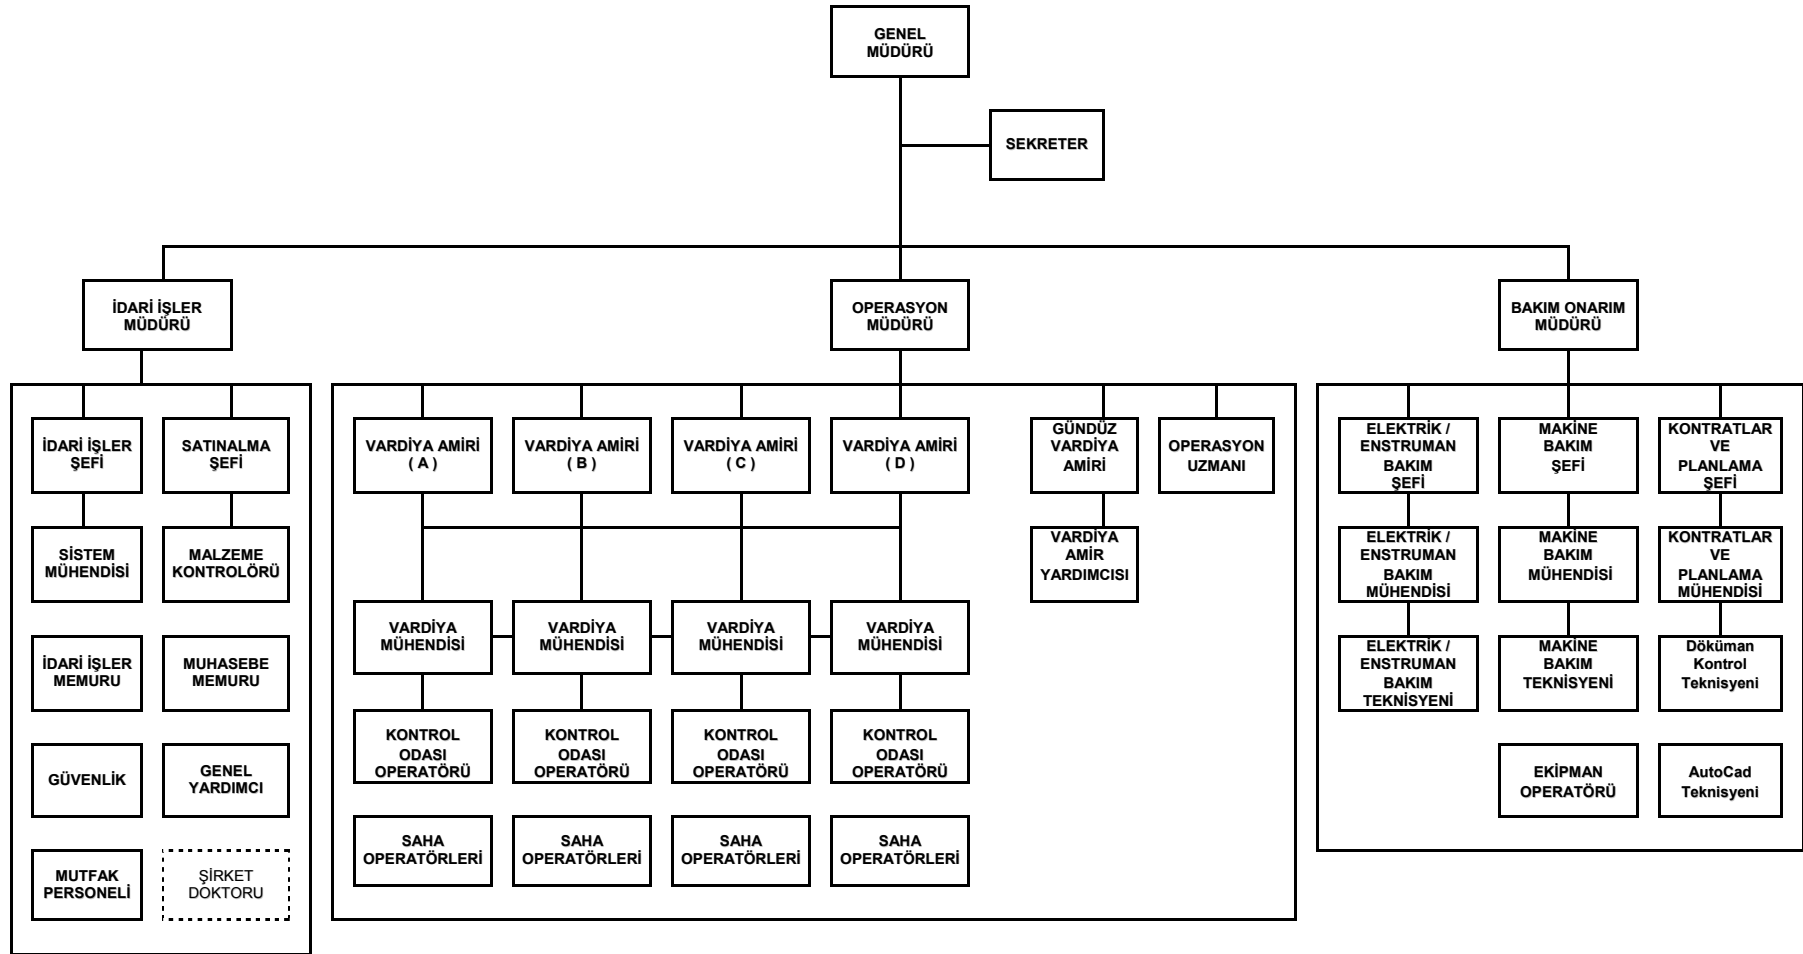 GENEL
MÜDÜRÜ
SEKRETER
İDARİ İŞLER
MÜDÜRÜ
OPERASYON
MÜDÜRÜ
BAKIM ONARIM
MÜDÜRÜ
İDARİ İŞLER
ŞEFİ
SATINALMA
ŞEFİ
VARDİYA AMİRİ
( A )
VARDİYA AMİRİ
( B )
VARDİYA AMİRİ
( C )
VARDİYA AMİRİ
( D )
GÜNDÜZ
VARDİYA
AMİRİ
OPERASYON
UZMANI
ELEKTRİK /
ENSTRUMAN
BAKIM
ŞEFİ
MAKİNE
BAKIM
ŞEFİ
KONTRATLAR
VE
PLANLAMA
ŞEFİ
SİSTEM
MÜHENDİSİ
MALZEME
KONTROLÖRÜ
VARDİYA
AMİR
YARDIMCISI
ELEKTRİK /
ENSTRUMAN
BAKIM
MÜHENDİSİ
MAKİNE
BAKIM
MÜHENDİSİ
KONTRATLAR
VE
PLANLAMA
MÜHENDİSİ
İDARİ İŞLER
MEMURU
MUHASEBE
MEMURU
VARDİYA
MÜHENDİSİ
VARDİYA
MÜHENDİSİ
VARDİYA
MÜHENDİSİ
VARDİYA
MÜHENDİSİ
ELEKTRİK /
ENSTRUMAN
BAKIM
TEKNİSYENİ
MAKİNE
BAKIM
TEKNİSYENİ
Döküman
Kontrol
Teknisyeni
GÜVENLİK
GENEL
YARDIMCI
KONTROL
ODASI
OPERATÖRÜ
KONTROL
ODASI
OPERATÖRÜ
KONTROL
ODASI
OPERATÖRÜ
KONTROL
ODASI
OPERATÖRÜ
EKİPMAN
OPERATÖRÜ
AutoCad
Teknisyeni
MUTFAK
PERSONELİ
ŞİRKET
DOKTORU
SAHA
OPERATÖRLERİ
SAHA
OPERATÖRLERİ
SAHA
OPERATÖRLERİ
SAHA
OPERATÖRLERİ